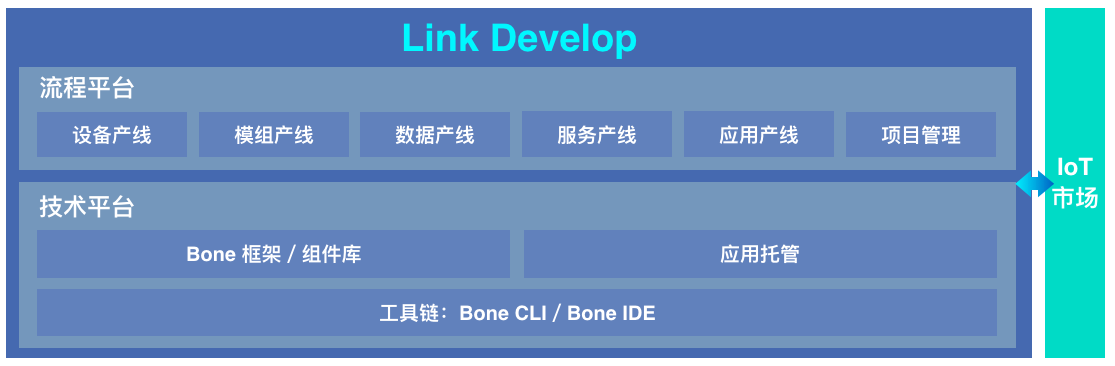 Link Develop
流程平台
设备产线
模组产线
数据产线
服务产线
应用产线
项目管理
技术平台
Bone 框架 / 组件库
应用托管
工具链：Bone CLI / Bone IDE
IoT
市场